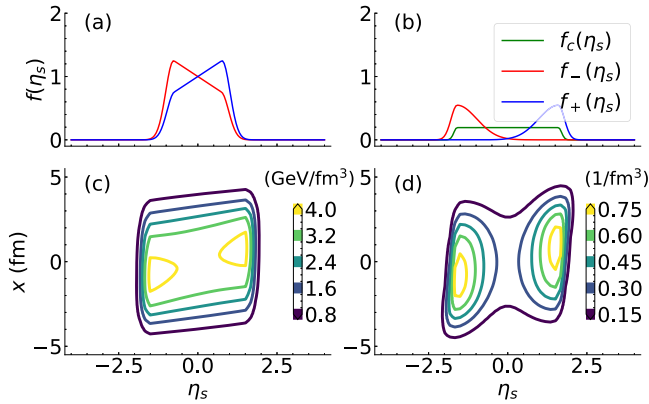 (a)
2
1
0
f(ηs)
(b)
2
1
0
fc(ηs)
f−(ηs)
f+(ηs)
(c)
(GeV/fm³)
4.0
3.2
2.4
1.6
0.8
5
0
−5
x (fm)
−2.5
0.0
2.5
ηs
(d)
(1/fm³)
0.75
0.60
0.45
0.30
0.15
5
0
−5
−2.5
0.0
2.5
ηs